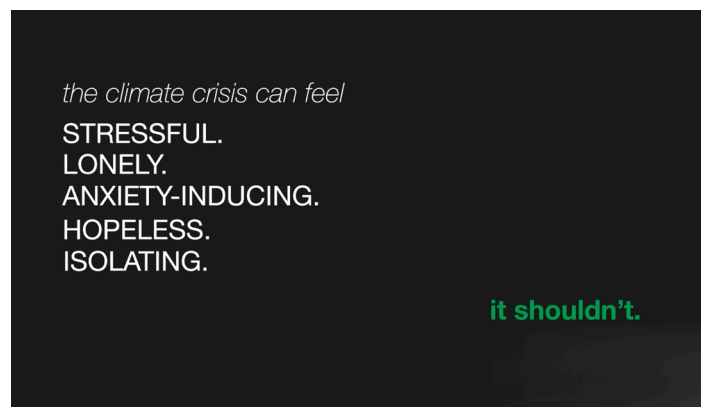 the climate crisis can feel
STRESSFUL.
LONELY.
ANXIETY-INDUCING.
HOPELESS.
ISOLATING.
it shouldn’t.